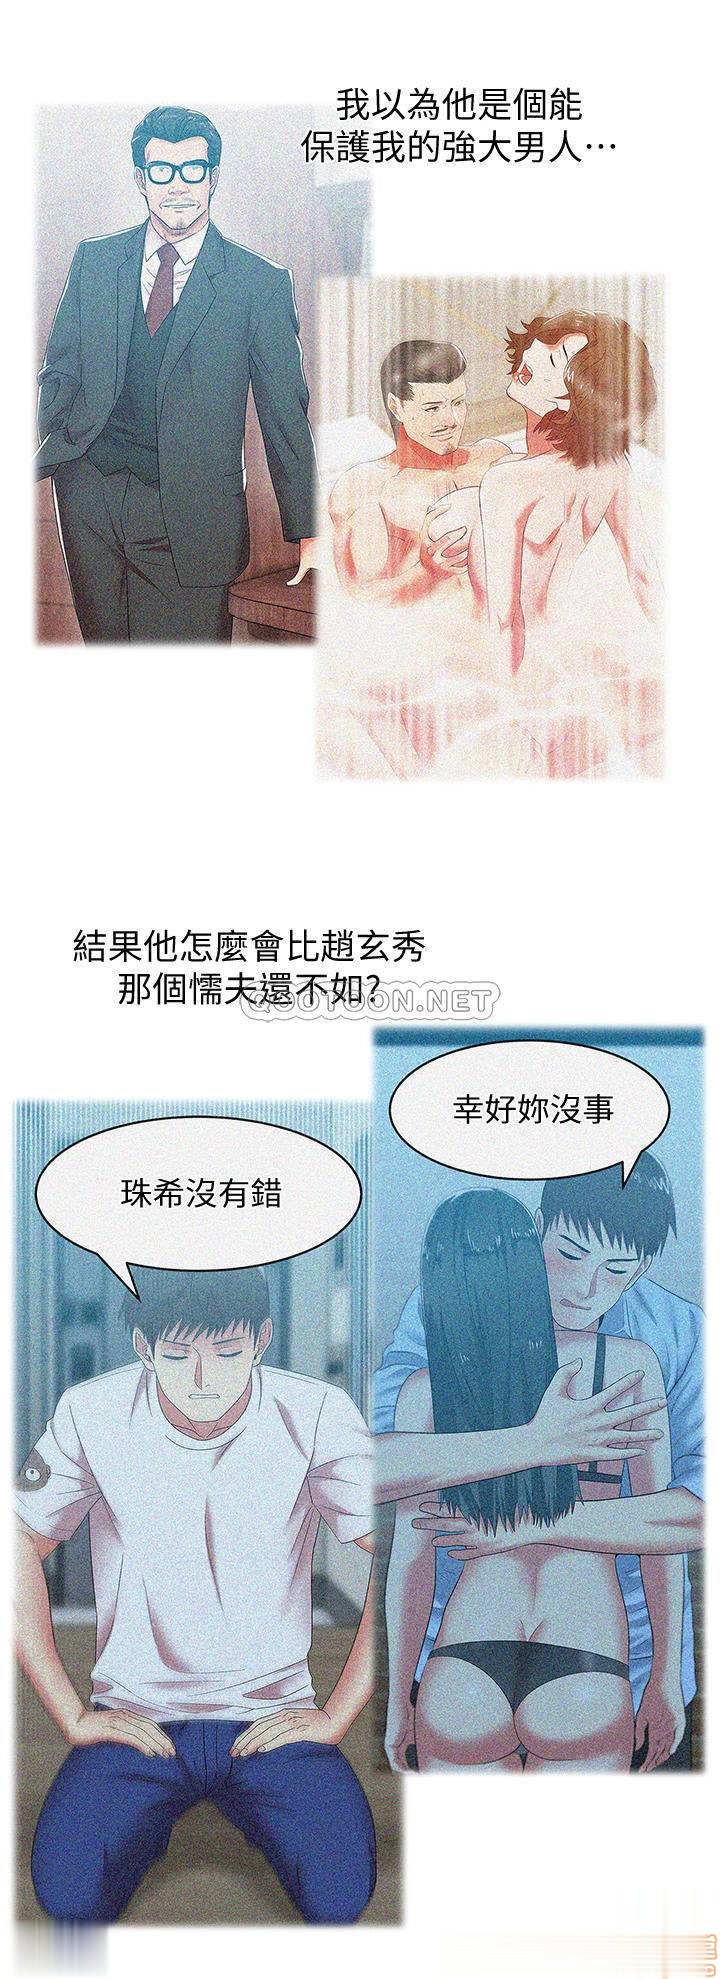 我以為他是個能
保護我的強大男人…
結果他怎麼會比趙玄秀
那個懦夫還不如?
QOOTOON.NET
幸好妳沒事
珠希沒有錯